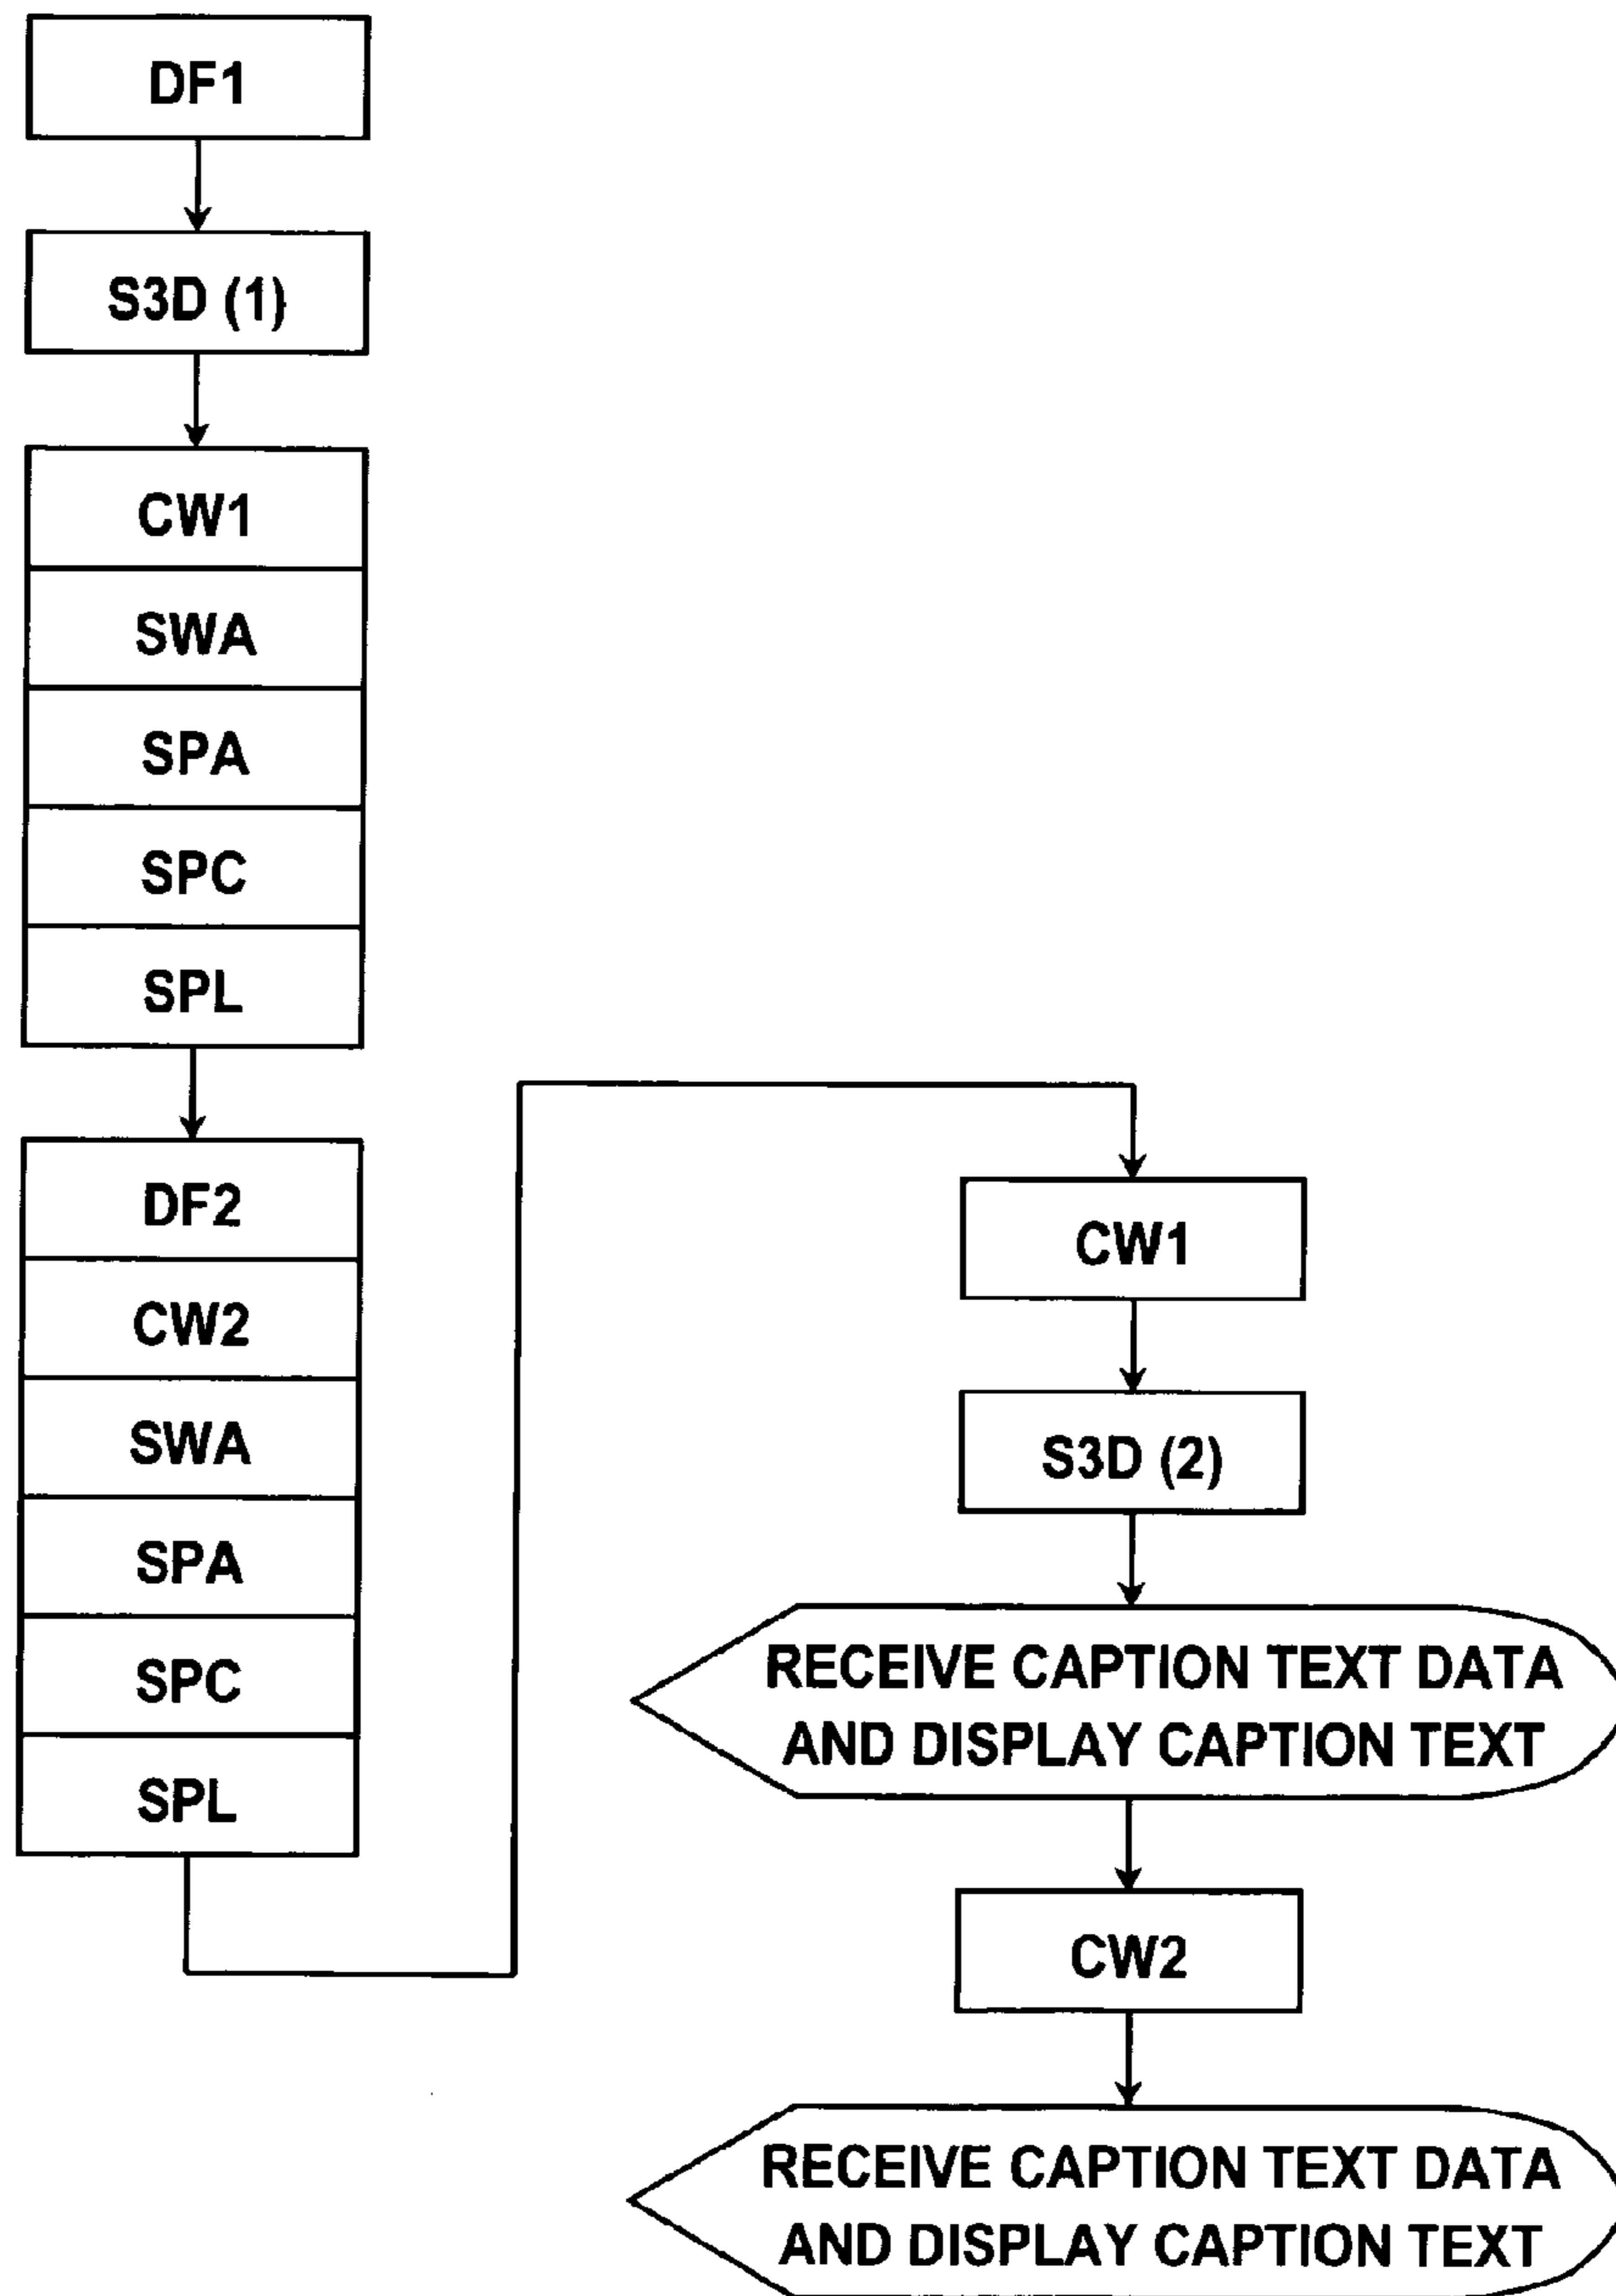 DF1
S3D (1)
CW1
SWA
SPA
SPC
SPL
DF2
CW2
SWA
SPA
SPC
SPL
CW1
S3D (2)
RECEIVE CAPTION TEXT DATA
AND DISPLAY CAPTION TEXT
CW2
RECEIVE CAPTION TEXT DATA
AND DISPLAY CAPTION TEXT